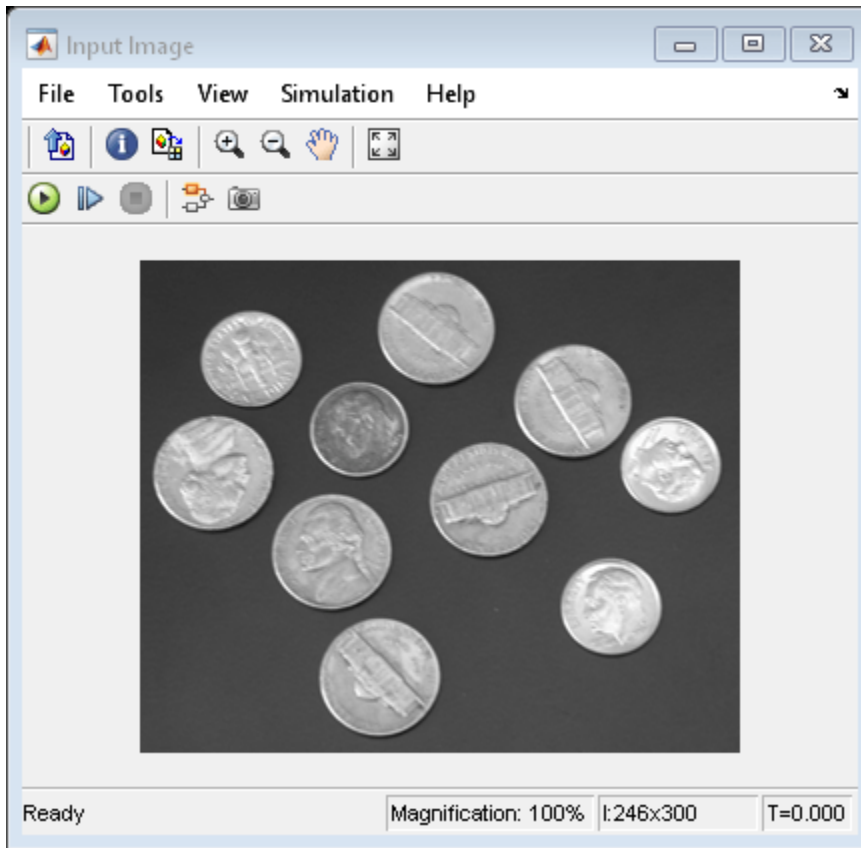 Input Image
File Tools View Simulation Help
Ready Magnification: 100% I:246x300 T=0.000